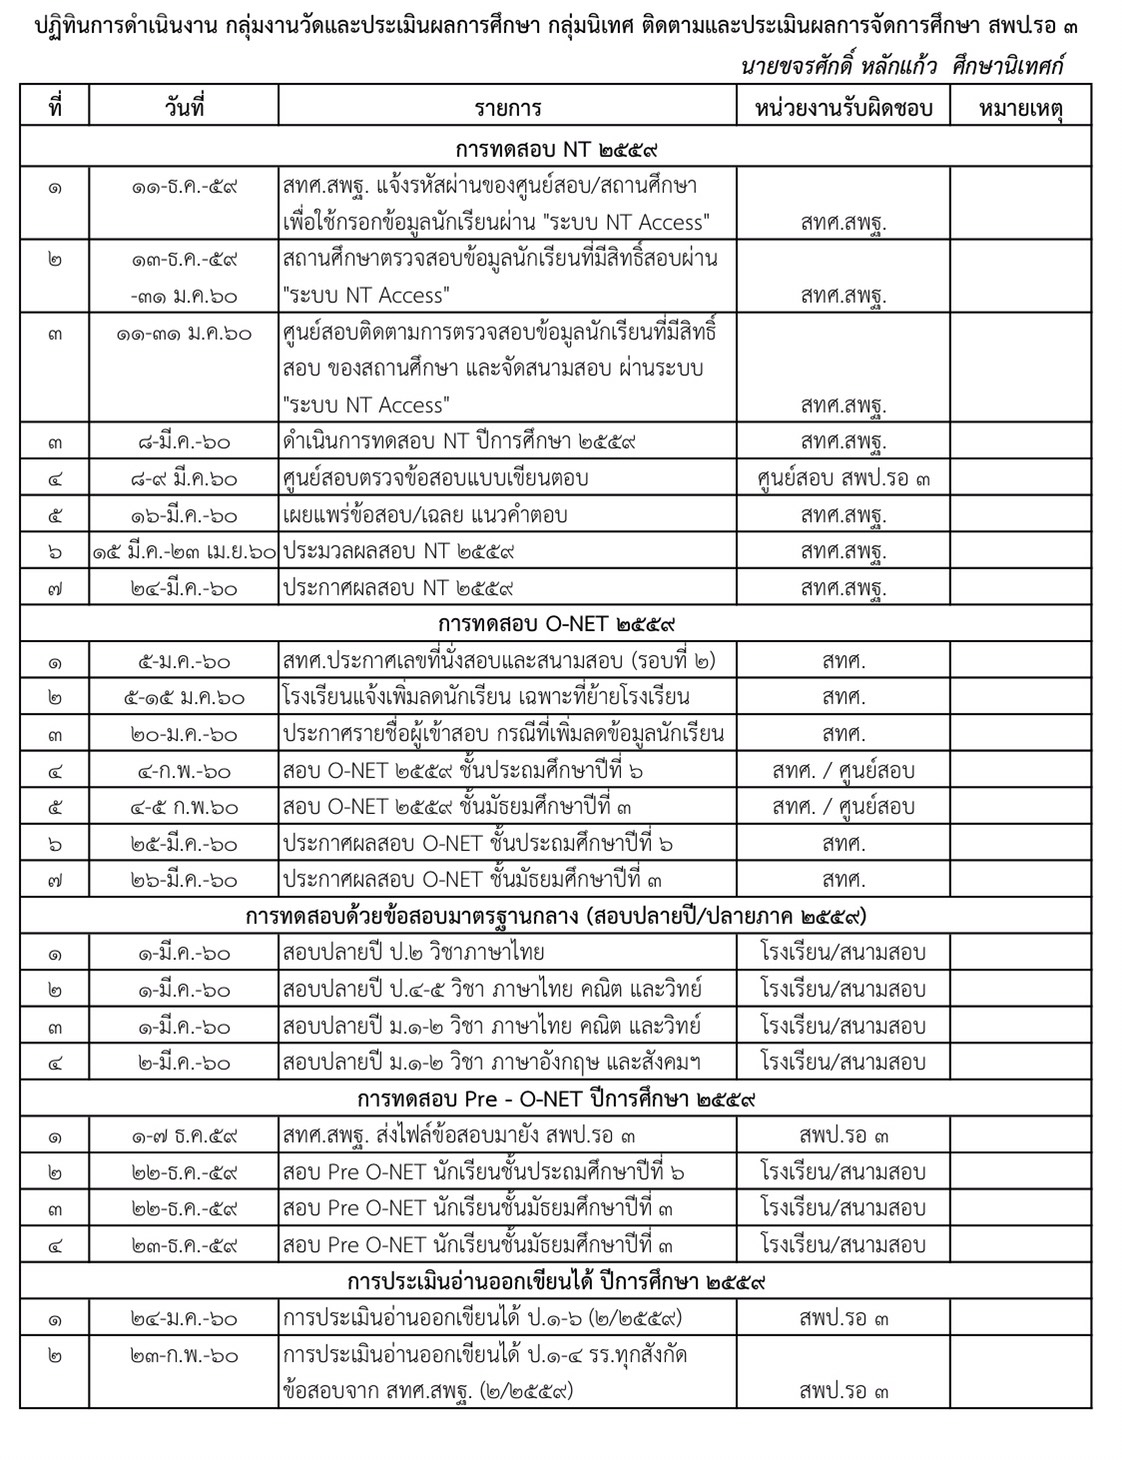 ปฏิทินการดำเนินงาน กลุ่มงานวัดและประเมินผลการศึกษา กลุ่มนิเทศ ติดตามและประเมินผลการจัดการศึกษา สพป.รอ ๓
นายขจรศักดิ์ หลักแก้ว ศึกษานิเทศก์
ที่ วันที่ รายการ หน่วยงานรับผิดชอบ หมายเหตุ
การทดสอบ NT ๒๕๕๙
๑ ๑๑-ธ.ค.-๕๙ สทศ.สพฐ. แจ้งรหัสผ่านของศูนย์สอบ/สถานศึกษา
เพื่อใช้กรอกข้อมูลนักเรียนผ่าน "ระบบ NT Access" สทศ.สพฐ.
๒ ๑๓-ธ.ค.-๕๙ สถานศึกษาตรวจสอบข้อมูลนักเรียนที่มีสิทธิ์สอบผ่าน
-๓๑ ม.ค.๖๐ "ระบบ NT Access" สทศ.สพฐ.
๓ ๑๑-๓๑ ม.ค.๖๐ ศูนย์สอบติดตามการตรวจสอบข้อมูลนักเรียนที่มีสิทธิ์
สอบ ของสถานศึกษา และจัดสนามสอบ ผ่านระบบ
"ระบบ NT Access" สทศ.สพฐ.
๓ ๘-มี.ค.-๖๐ ดำเนินการทดสอบ NT ปีการศึกษา ๒๕๕๙ สทศ.สพฐ.
๔ ๘-๙ มี.ค.๖๐ ศูนย์สอบตรวจข้อสอบแบบเขียนตอบ ศูนย์สอบ สพป.รอ ๓
๕ ๑๖-มี.ค.-๖๐ เผยแพร่ข้อสอบ/เฉลย แนวคำตอบ สทศ.สพฐ.
๖ ๑๕ มี.ค.-๒๓ เม.ย.๖๐ ประมวลผลสอบ NT ๒๕๕๙ สทศ.สพฐ.
๗ ๒๔-มี.ค.-๖๐ ประกาศผลสอบ NT ๒๕๕๙ สทศ.สพฐ.
การทดสอบ O-NET ๒๕๕๙
๑ ๕-ม.ค.-๖๐ สทศ.ประกาศเลขที่นั่งสอบและสนามสอบ (รอบที่ ๒) สทศ.
๒ ๕-๑๕ ม.ค.๖๐ โรงเรียนแจ้งเพิ่มลดนักเรียน เฉพาะที่ย้ายโรงเรียน สทศ.
๓ ๒๐-ม.ค.-๖๐ ประกาศรายชื่อผู้เข้าสอบ กรณีที่เพิ่มลดข้อมูลนักเรียน สทศ.
๔ ๔-ก.พ.-๖๐ สอบ O-NET ๒๕๕๙ ชั้นประถมศึกษาปีที่ ๖ สทศ. / ศูนย์สอบ
๕ ๔-๕ ก.พ.๖๐ สอบ O-NET ๒๕๕๙ ชั้นมัธยมศึกษาปีที่ ๓ สทศ. / ศูนย์สอบ
๖ ๒๕-มี.ค.-๖๐ ประกาศผลสอบ O-NET ชั้นประถมศึกษาปีที่ ๖ สทศ.
๗ ๒๖-มี.ค.-๖๐ ประกาศผลสอบ O-NET ชั้นมัธยมศึกษาปีที่ ๓ สทศ.
การทดสอบด้วยข้อสอบมาตรฐานกลาง (สอบปลายปี/ปลายภาค ๒๕๕๙)
๑ ๑-มี.ค.-๖๐ สอบปลายปี ป.๒ วิชาภาษาไทย โรงเรียน/สนามสอบ
๒ ๑-มี.ค.-๖๐ สอบปลายปี ป.๔-๕ วิชา ภาษาไทย คณิต และวิทย์ โรงเรียน/สนามสอบ
๓ ๑-มี.ค.-๖๐ สอบปลายปี ม.๑-๒ วิชา ภาษาไทย คณิต และวิทย์ โรงเรียน/สนามสอบ
๔ ๒-มี.ค.-๖๐ สอบปลายปี ม.๑-๒ วิชา ภาษาอังกฤษ และสังคมฯ โรงเรียน/สนามสอบ
การทดสอบ Pre - O-NET ปีการศึกษา ๒๕๕๙
๑ ๑-๗ ธ.ค.๕๙ สทศ.สพฐ. ส่งไฟล์ข้อสอบมายัง สพป.รอ ๓ สพป.รอ ๓
๒ ๒๒-ธ.ค.-๕๙ สอบ Pre O-NET นักเรียนชั้นประถมศึกษาปีที่ ๖ โรงเรียน/สนามสอบ
๓ ๒๒-ธ.ค.-๕๙ สอบ Pre O-NET นักเรียนชั้นมัธยมศึกษาปีที่ ๓ โรงเรียน/สนามสอบ
๔ ๒๓-ธ.ค.-๕๙ สอบ Pre O-NET นักเรียนชั้นมัธยมศึกษาปีที่ ๓ โรงเรียน/สนามสอบ
การประเมินอ่านออกเขียนได้ ปีการศึกษา ๒๕๕๙
๑ ๒๔-ม.ค.-๖๐ การประเมินอ่านออกเขียนได้ ป.๑-๖ (๒/๒๕๕๙) สพป.รอ ๓
๒ ๒๓-ก.พ.-๖๐ การประเมินอ่านออกเขียนได้ ป.๑-๔ รร.ทุกสังกัด
ข้อสอบจาก สทศ.สพฐ. (๒/๒๕๕๙) สพป.รอ ๓